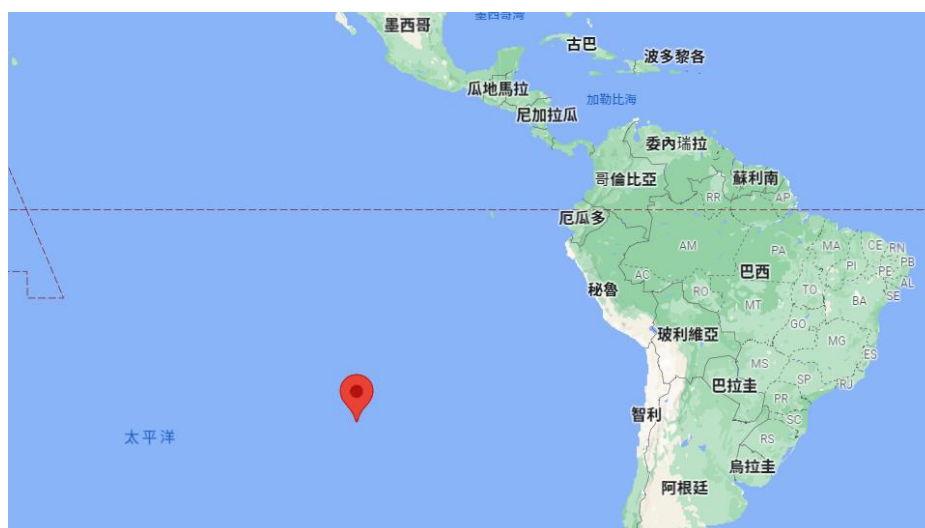 墨西哥灣
墨西哥
古巴
波多黎各
瓜地馬拉
加勒比海
尼加拉瓜
委內瑞拉
哥倫比亞
蘇利南
RR
AP
厄瓜多
AM
PA
MA
CE
RN
PB
PI
PE
AL
AC
巴西
TO
SE
秘魯
RO
MT
BA
GO
玻利維亞
MG
MS
ES
SP
RJ
巴拉圭
PR
智利
SC
太平洋
RS
烏拉圭
阿根廷